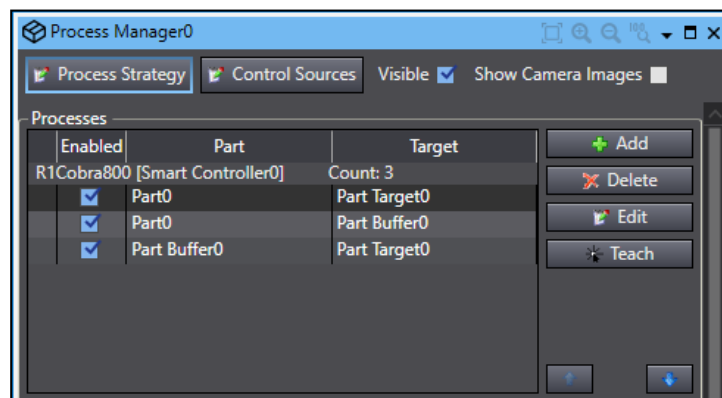 Process Manager0
100
Process Strategy Control Sources Visible Show Camera Images
Processes
Enabled Part Target
R1Cobra800 [Smart Controller0] Count: 3
Part0 Part Target0
Part0 Part Buffer0
Part Buffer0 Part Target0
Add
Delete
Edit
Teach